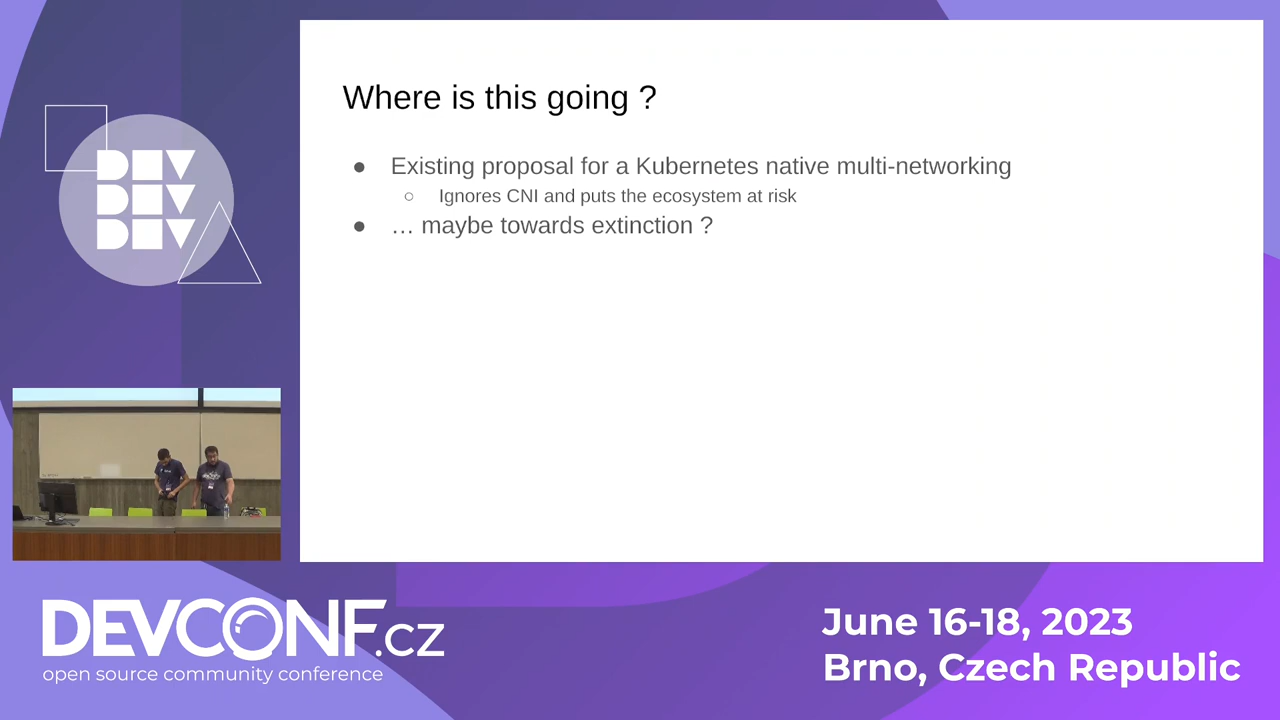 Where is this going ?
● Existing proposal for a Kubernetes native multi-networking
○ Ignores CNI and puts the ecosystem at risk
● … maybe towards extinction ?
DEV
DEV
DEV
DEVCONF.cz
open source community conference
June 16-18, 2023
Brno, Czech Republic